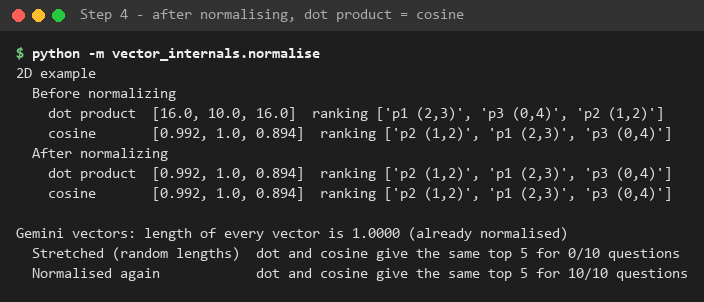 Step 4 - after normalising, dot product = cosine
$ python -m vector_internals.normalise
2D example
  Before normalizing
    dot product  [16.0, 10.0, 16.0]  ranking ['p1 (2,3)', 'p3 (0,4)', 'p2 (1,2)']
    cosine       [0.992, 1.0, 0.894]  ranking ['p2 (1,2)', 'p1 (2,3)', 'p3 (0,4)']
  After normalizing
    dot product  [0.992, 1.0, 0.894]  ranking ['p2 (1,2)', 'p1 (2,3)', 'p3 (0,4)']
    cosine       [0.992, 1.0, 0.894]  ranking ['p2 (1,2)', 'p1 (2,3)', 'p3 (0,4)']
Gemini vectors: length of every vector is 1.0000 (already normalised)
  Stretched (random lengths)  dot and cosine give the same top 5 for 0/10 questions
  Normalised again            dot and cosine give the same top 5 for 10/10 questions